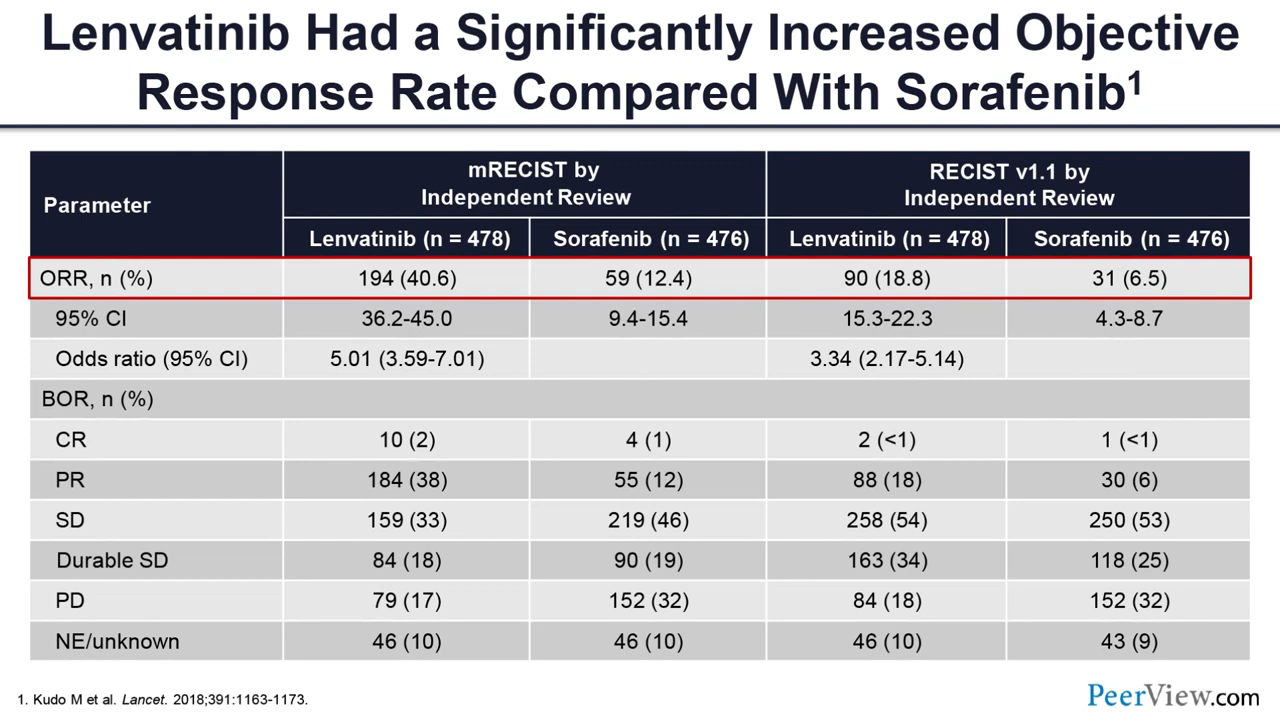 Lenvatinib Had a Significantly Increased Objective
Response Rate Compared With Sorafenib1
Parameter
mRECIST by
Independent Review
RECIST v1.1 by
Independent Review
Lenvatinib (n = 478) Sorafenib (n = 476) Lenvatinib (n = 478) Sorafenib (n = 476)
ORR, n (%) 194 (40.6) 59 (12.4) 90 (18.8) 31 (6.5)
95% CI 36.2-45.0 9.4-15.4 15.3-22.3 4.3-8.7
Odds ratio (95% CI) 5.01 (3.59-7.01) 3.34 (2.17-5.14)
BOR, n (%)
CR 10 (2) 4 (1) 2 (<1) 1 (<1)
PR 184 (38) 55 (12) 88 (18) 30 (6)
SD 159 (33) 219 (46) 258 (54) 250 (53)
Durable SD 84 (18) 90 (19) 163 (34) 118 (25)
PD 79 (17) 152 (32) 84 (18) 152 (32)
NE/unknown 46 (10) 46 (10) 46 (10) 43 (9)
1. Kudo M et al. Lancet. 2018;391:1163-1173.
PeerView.com